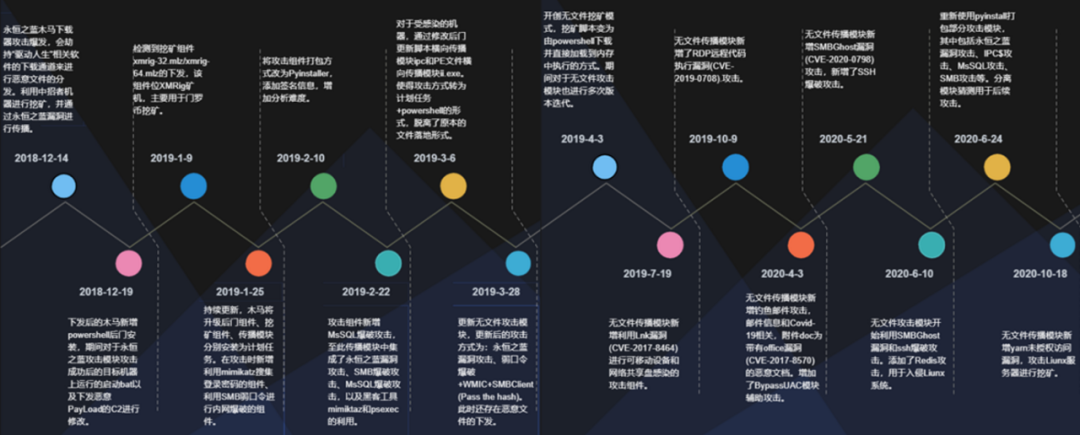 永恒之蓝木马下载
器攻击爆发，会劫
持“驱动人生”相关软
件的下载通道来进
行恶意文件的分
发。利用中招者机
器进行挖矿，并通
过永恒之蓝漏洞进
行传播。
2018-12-14
下发后的木马新增
powershell后门安
装，期间对于永恒
之蓝攻击模块攻击
成功后的目标机器
上运行的启动bat以
及下发恶意
PayLoad的C2进行
修改。
2018-12-19
检测到挖矿组件
xmrig-32.mlz/xmrig-
64.mlz的下发，该
组件位XMRig矿
机，主要用于门罗
币挖矿。
2019-1-9
2019-1-25
持续更新，木马将
升级后门组件、挖
矿组件、传播模块
分别安装为计划任
务。在攻击时新增
利用mimikatz搜集
登录密码的组件、
利用SMB弱口令进
行内网爆破的组
件。
将攻击组件打包方
式改为Pyinstaller，
添加签名信息，增
加分析难度。
2019-2-10
2019-2-22
攻击组件新增
MsSQL爆破攻击，
至此传播模块中集
成了永恒之蓝漏洞
攻击、SMB爆破攻
击、MsSQL爆破攻
击，以及黑客工具
mimiktaz和psexec
的利用。
对于受感染的机
器，通过修改后门
更新脚本横向传播
模块ipc和PE文件横
向传播模块ii.exe。
使得攻击方式转为
计划任务
+powershell的形
式，脱离了原本的
文件落地形式。
2019-3-6
2019-3-28
更新无文件攻击模
块，更新后的攻击
方式为：永恒之蓝
漏洞攻击、弱口令
爆破
+WMIC+SMBClient
(Pass the hash)。
此时还存在恶意文
件的下发。
开创无文件挖矿模
式，挖矿脚本变为
由powershell下载
并直接加载到内存
中执行的方式。期
间对于无文件攻击
模块也进行多次版
本迭代。
2019-4-3
2019-7-19
无文件传播模块新
增利用Lnk漏洞
(CVE-2017-8464)
进行可移动设备和
网络共享盘感染的
攻击组件。
无文件传播模块新
增了RDP远程代码
执行漏洞(CVE-
2019-0708)攻击。
2019-10-9
2020-4-3
无文件传播模块新
增钓鱼邮件攻击，
邮件信息和Covid-
19相关，附件doc为
带有office漏洞
(CVE-2017-8570)
的恶意文档。增加
了BypassUAC模块
辅助攻击。
无文件传播模块新
增SMBGhost漏洞
(CVE-2020-0798)
攻击，新增了SSH
爆破攻击。
2020-5-21
2020-6-10
无文件攻击模块开
始利用SMBGhost
漏洞和ssh爆破攻
击。添加了Redis攻
击，用于入侵Liunx
系统。
重新使用pyinstall打
包部分攻击模块，
其中包括永恒之蓝
攻击、IPC$攻
击、MsSQL攻击、
SMB攻击等。分离
模块猜测用于后续
攻击。
2020-6-24
2020-10-18
无文件传播模块新
增yarn未授权访问
漏洞，攻击Liunx服
务器进行挖矿。